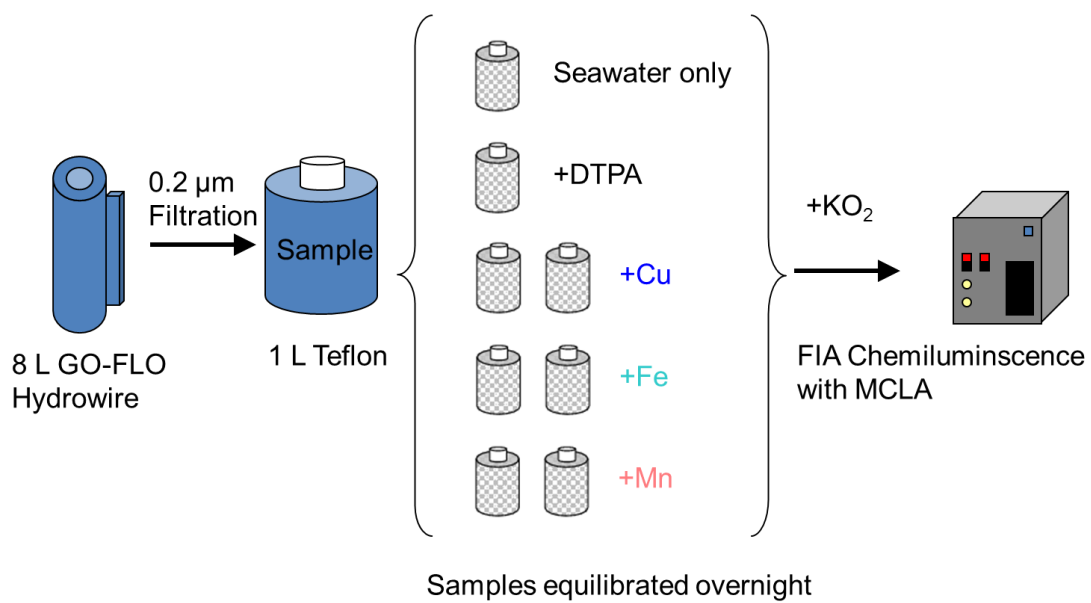 8 L GO-FLO
Hydrowire
0.2 µm
Filtration
Sample
1 L Teflon
Seawater only
+DTPA
+Cu
+Fe
+Mn
Samples equilibrated overnight
+KO₂
FIA Chemiluminscence
with MCLA